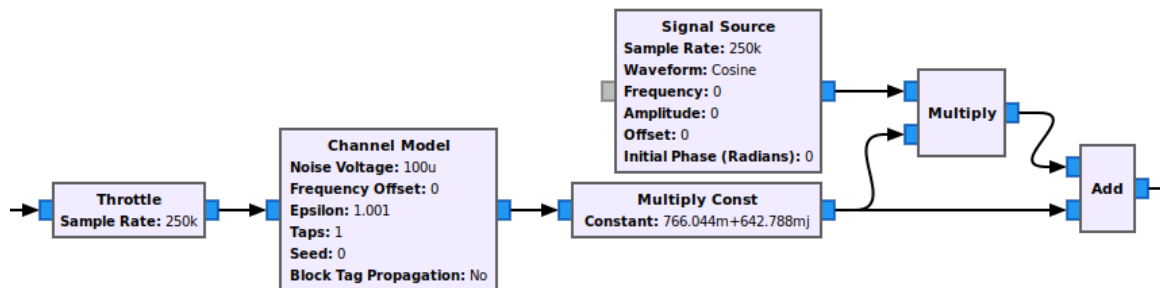 Signal Source
Sample Rate: 250k
Waveform: Cosine
Frequency: 0
Amplitude: 0
Offset: 0
Initial Phase (Radians): 0
Multiply
Channel Model
Noise Voltage: 100u
Frequency Offset: 0
Epsilon: 1.001
Taps: 1
Seed: 0
Block Tag Propagation: No
Throttle
Sample Rate: 250k
Multiply Const
Constant: 766.044m+642.788mj
Add